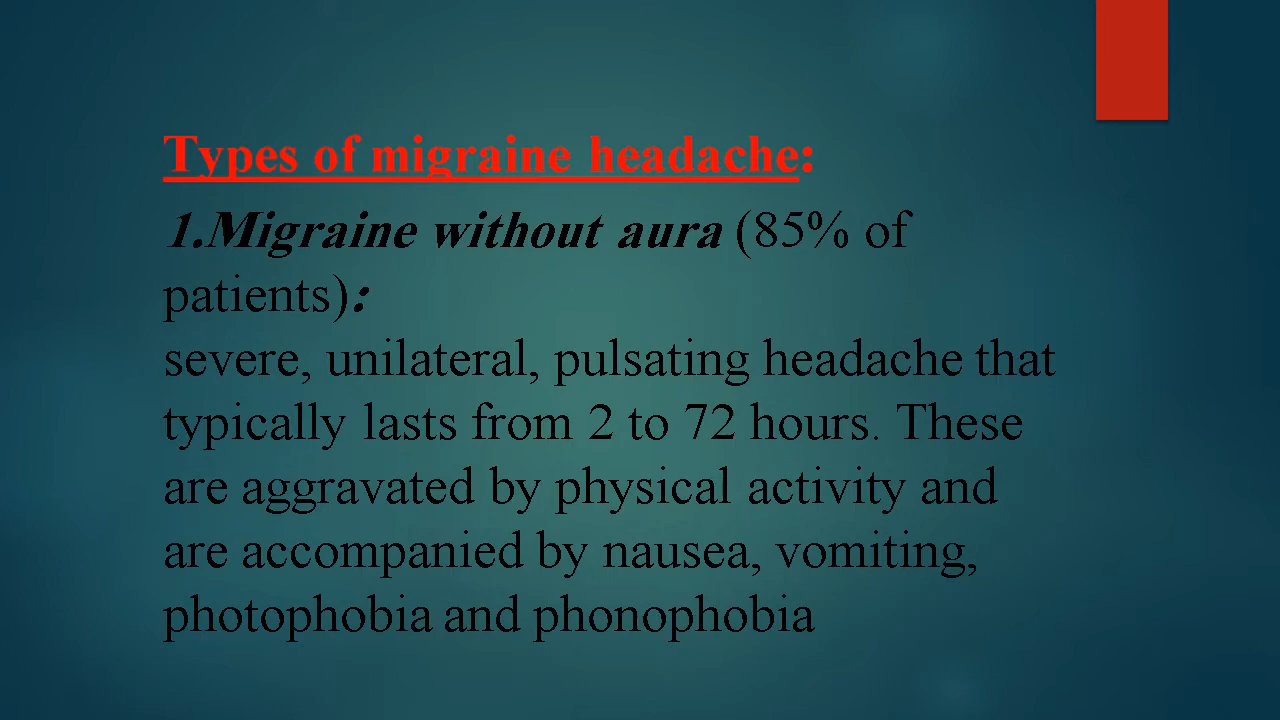 Types of migraine headache:
1.Migraine without aura (85% of
patients):
severe, unilateral, pulsating headache that
typically lasts from 2 to 72 hours. These
are aggravated by physical activity and
are accompanied by nausea, vomiting,
photophobia and phonophobia